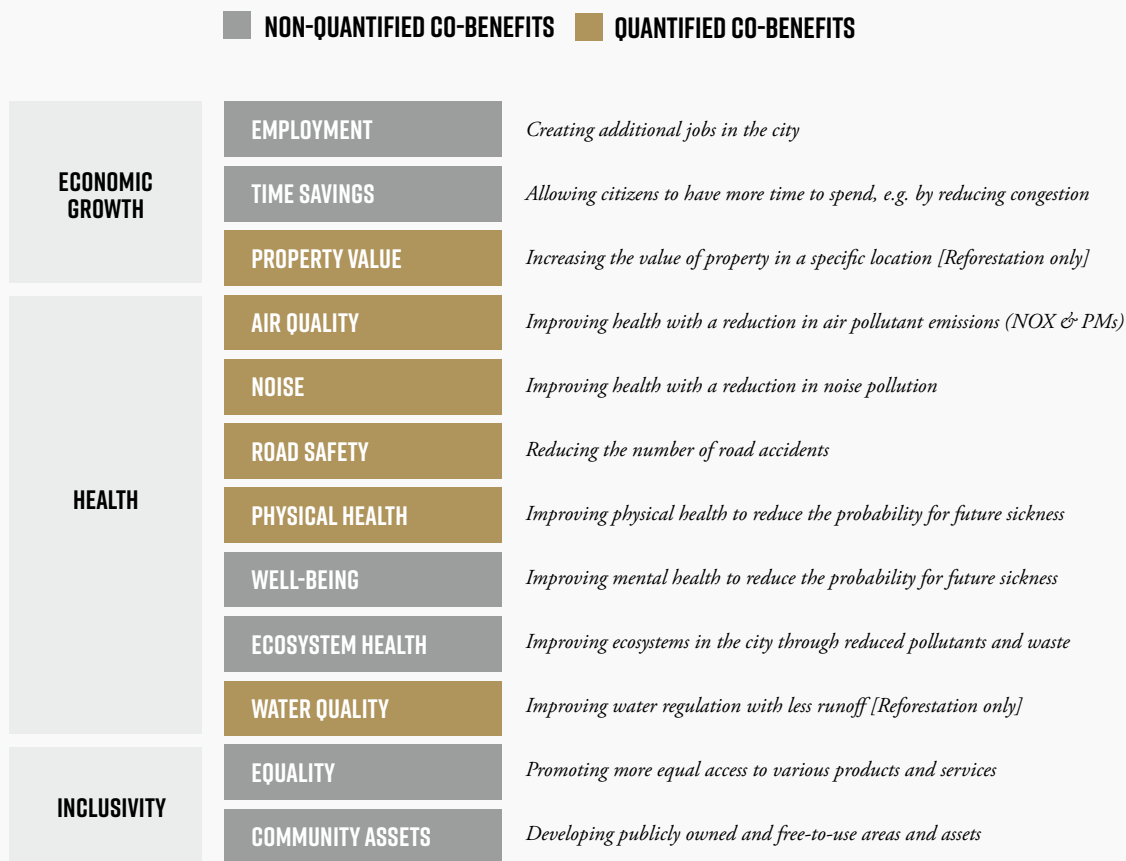 NON-QUANTIFIED CO-BENEFITS QUANTIFIED CO-BENEFITS
ECONOMIC
GROWTH
EMPLOYMENT Creating additional jobs in the city
TIME SAVINGS Allowing citizens to have more time to spend, e.g. by reducing congestion
PROPERTY VALUE Increasing the value of property in a specific location [Reforestation only]
HEALTH
AIR QUALITY Improving health with a reduction in air pollutant emissions (NOX & PMs)
NOISE Improving health with a reduction in noise pollution
ROAD SAFETY Reducing the number of road accidents
PHYSICAL HEALTH Improving physical health to reduce the probability for future sickness
WELL-BEING Improving mental health to reduce the probability for future sickness
ECOSYSTEM HEALTH Improving ecosystems in the city through reduced pollutants and waste
WATER QUALITY Improving water regulation with less runoff [Reforestation only]
INCLUSIVITY
EQUALITY Promoting more equal access to various products and services
COMMUNITY ASSETS Developing publicly owned and free-to-use areas and assets